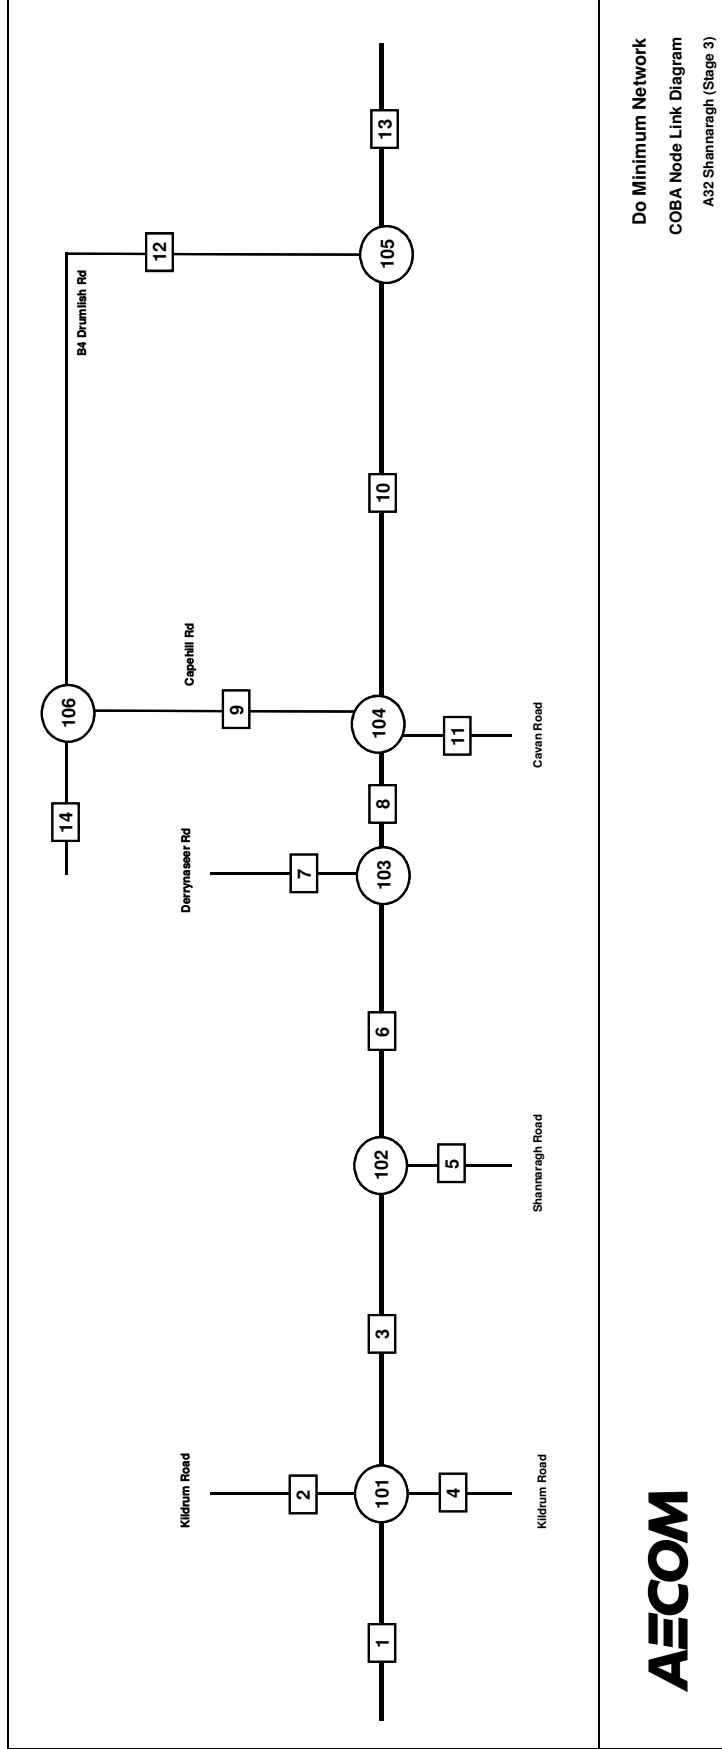 B4 Drumlish Rd
12
13
106
14
Capehill Rd
9
105
10
Derrynaseer Rd
7
104
8
103
11
Cavan Road
6
102
5
Shannaragh Road
3
Kildrum Road
2
101
4
Kildrum Road
1
Do Minimum Network
COBA Node Link Diagram
A32 Shannaragh (Stage 3)
AECOM